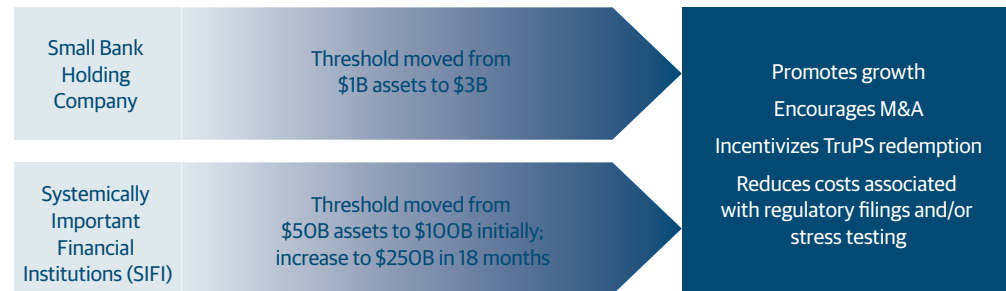 Small Bank
Holding
Company
Threshold moved from
$1B assets to $3B
Systemically
Important
Financial
Institutions (SIFI)
Threshold moved from
$50B assets to $100B initially;
increase to $250B in 18 months
Promotes growth
Encourages M&A
Incentivizes TruPS redemption
Reduces costs associated
with regulatory filings and/or
stress testing